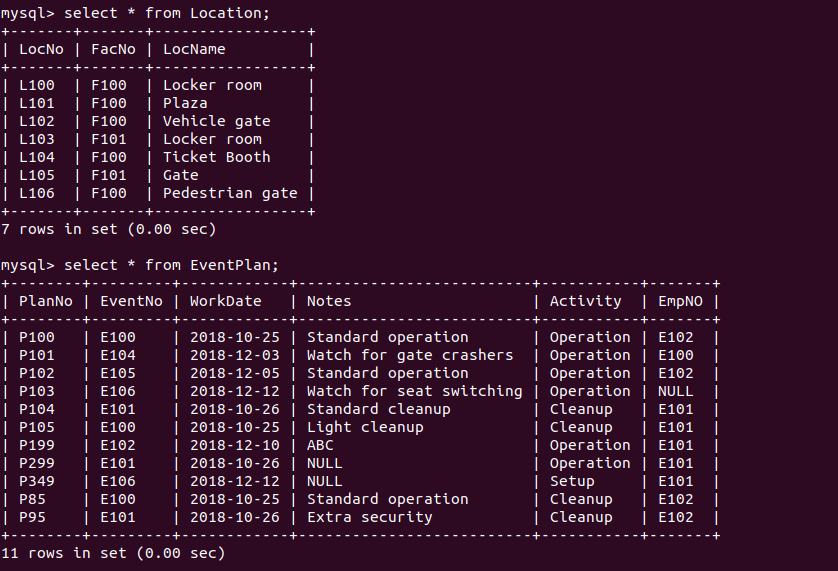 mysql> select * from Location;
+-------+-------+-----------------+
| LocNo | FacNo | LocName         |
+-------+-------+-----------------+
| L100  | F100  | Locker room     |
| L101  | F100  | Plaza           |
| L102  | F100  | Vehicle gate    |
| L103  | F101  | Locker room     |
| L104  | F100  | Ticket Booth    |
| L105  | F101  | Gate            |
| L106  | F100  | Pedestrian gate |
+-------+-------+-----------------+
7 rows in set (0.00 sec)

mysql> select * from EventPlan;
+--------+---------+------------+--------------------------+-----------+-------+
| PlanNo | EventNo | WorkDate   | Notes                    | Activity  | EmpNO |
+--------+---------+------------+--------------------------+-----------+-------+
| P100   | E100    | 2018-10-25 | Standard operation       | Operation | E102  |
| P101   | E104    | 2018-12-03 | Watch for gate crashers  | Operation | E100  |
| P102   | E105    | 2018-12-05 | Standard operation       | Operation | E102  |
| P103   | E106    | 2018-12-12 | Watch for seat switching | Operation | NULL  |
| P104   | E101    | 2018-10-26 | Standard cleanup         | Cleanup   | E101  |
| P105   | E100    | 2018-10-25 | Light cleanup            | Cleanup   | E101  |
| P199   | E102    | 2018-12-10 | ABC                      | Operation | E101  |
| P299   | E101    | 2018-10-26 | NULL                     | Operation | E101  |
| P349   | E106    | 2018-12-12 | NULL                     | Setup     | E101  |
| P85    | E100    | 2018-10-25 | Standard operation       | Cleanup   | E102  |
| P95    | E101    | 2018-10-26 | Extra security           | Cleanup   | E102  |
+--------+---------+------------+--------------------------+-----------+-------+
11 rows in set (0.00 sec)